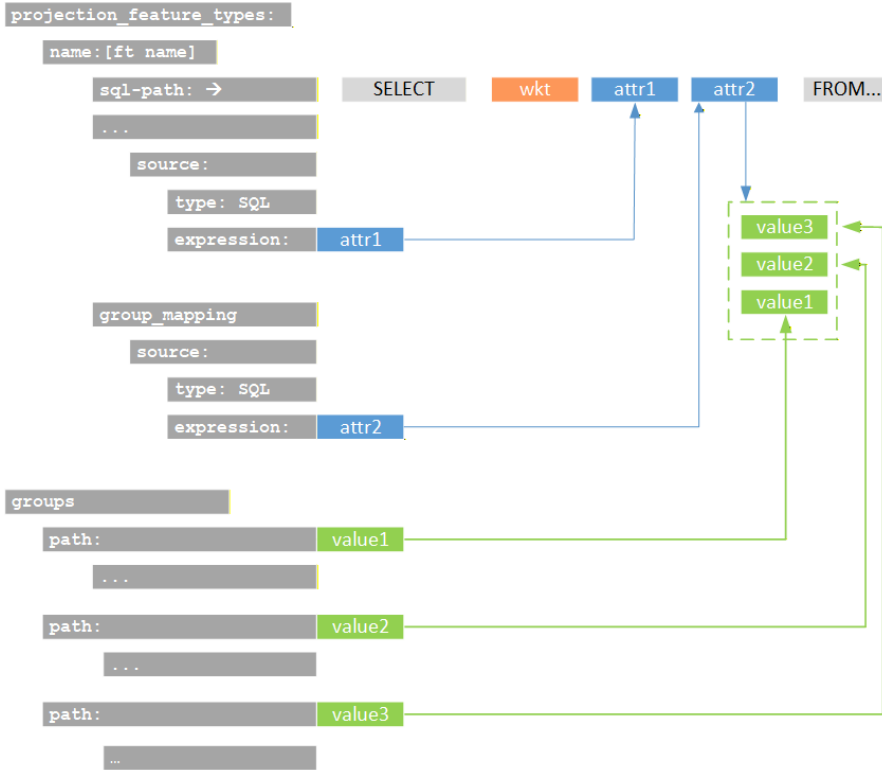 projection_feature_types:
name:[ft name]
sql-path: → SELECT wkt attr1 attr2 FROM...
...
source:
type: SQL
expression: attr1
value3
value2
value1
group_mapping
source:
type: SQL
expression: attr2
groups
path: value1
...
path: value2
...
path: value3
...